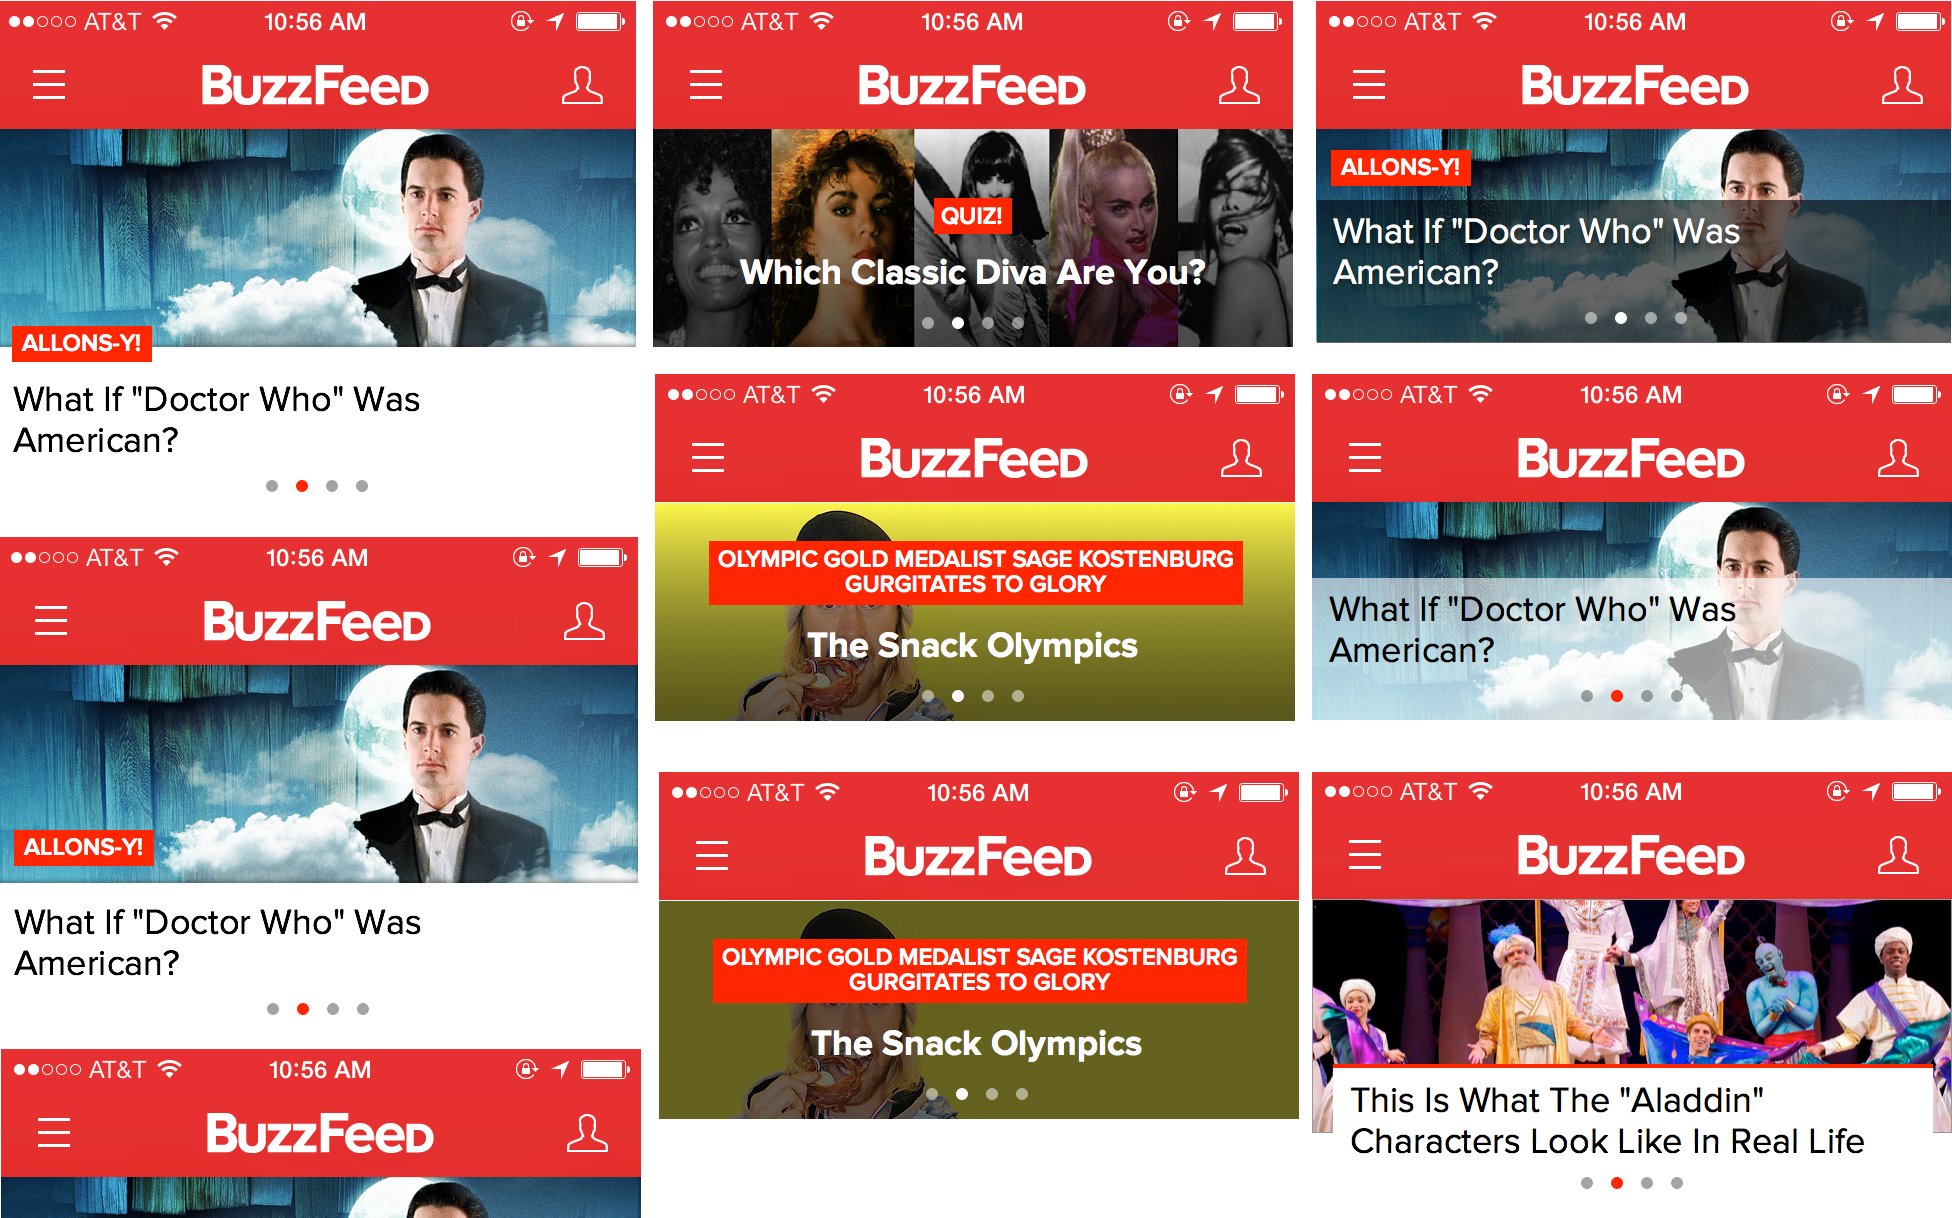 AT&T 10:56 AM
BuzzFeed
ALLONS-Y!
What If "Doctor Who" Was
American?
AT&T 10:56 AM
BuzzFeed
ALLONS-Y!
What If "Doctor Who" Was
American?
AT&T 10:56 AM
BuzzFeed
AT&T 10:56 AM
BuzzFeed
QUIZ!
Which Classic Diva Are You?
AT&T 10:56 AM
BuzzFeed
OLYMPIC GOLD MEDALIST SAGE KOSTENBURG
GURGITATES TO GLORY
The Snack Olympics
AT&T 10:56 AM
BuzzFeed
OLYMPIC GOLD MEDALIST SAGE KOSTENBURG
GURGITATES TO GLORY
The Snack Olympics
AT&T 10:56 AM
BuzzFeed
ALLONS-Y!
What If "Doctor Who" Was
American?
AT&T 10:56 AM
BuzzFeed
What If "Doctor Who" Was
American?
AT&T 10:56 AM
BuzzFeed
This Is What The "Aladdin"
Characters Look Like In Real Life